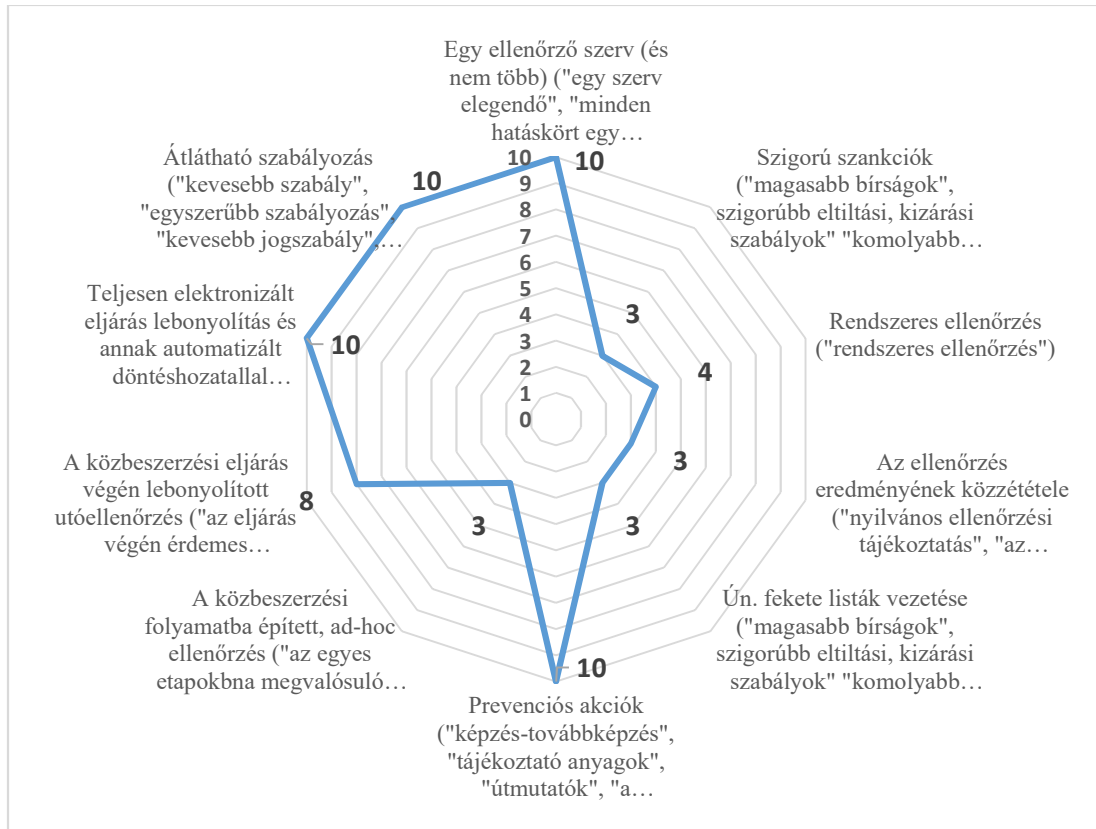 Egy ellenőrző szerv (és
nem több) ("egy szerv
elegendő", "minden
hatáskört egy…
10
Szigorú szankciók
("magasabb bírságok",
szigorúbb eltiltási, kizárási
szabályok" "komolyabb…
3
Rendszeres ellenőrzés
("rendszeres ellenőrzés")
4
Az ellenőrzés
eredményének közzététele
("nyilvános ellenőrzési
tájékoztatás", "az…
3
Ún. fekete listák vezetése
("magasabb bírságok",
szigorúbb eltiltási, kizárási
szabályok" "komolyabb…
3
Prevenciós akciók
("képzés-továbbképzés",
"tájékoztató anyagok",
"útmutatók", "a…
10
A közbeszerzési
folyamatba épített, ad-hoc
ellenőrzés ("az egyes
etapokbna megvalósuló…
3
A közbeszerzési eljárás
végén lebonyolított
utóellenőrzés ("az eljárás
végén érdemes…
8
Teljesen elektronizált
eljárás lebonyolítás és
annak automatizált
döntéshozatallal…
10
Átlátható szabályozás
("kevesebb szabály",
"egyszerűbb szabályozás",
"kevesebb jogszabály",…
10
10
9
8
7
6
5
4
3
2
1
0